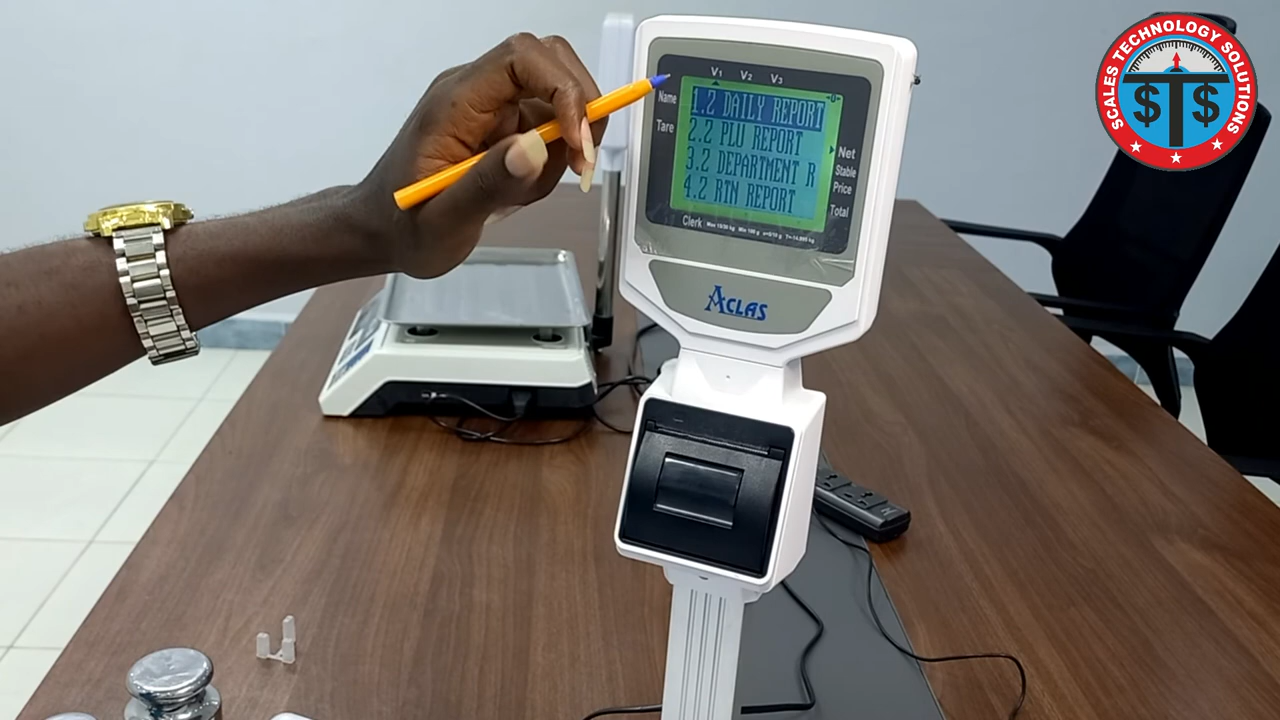 V1 V2 V3
Name
Tare
1.2 DAILY REPORT
2.2 PLU REPORT
3.2 DEPARTMENT R
4.2 RTN REPORT
Net
Stable
Price
Total
Clerk
ACLAS
SCALES TECHNOLOGY SOLUTIONS
$T$